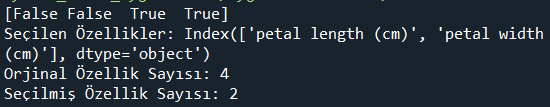 [False False  True  True]
Seçilen Özellikler: Index(['petal length (cm)', 'petal width
(cm)'], dtype='object')
Orjinal Özellik Sayısı: 4
Seçilmiş Özellik Sayısı: 2